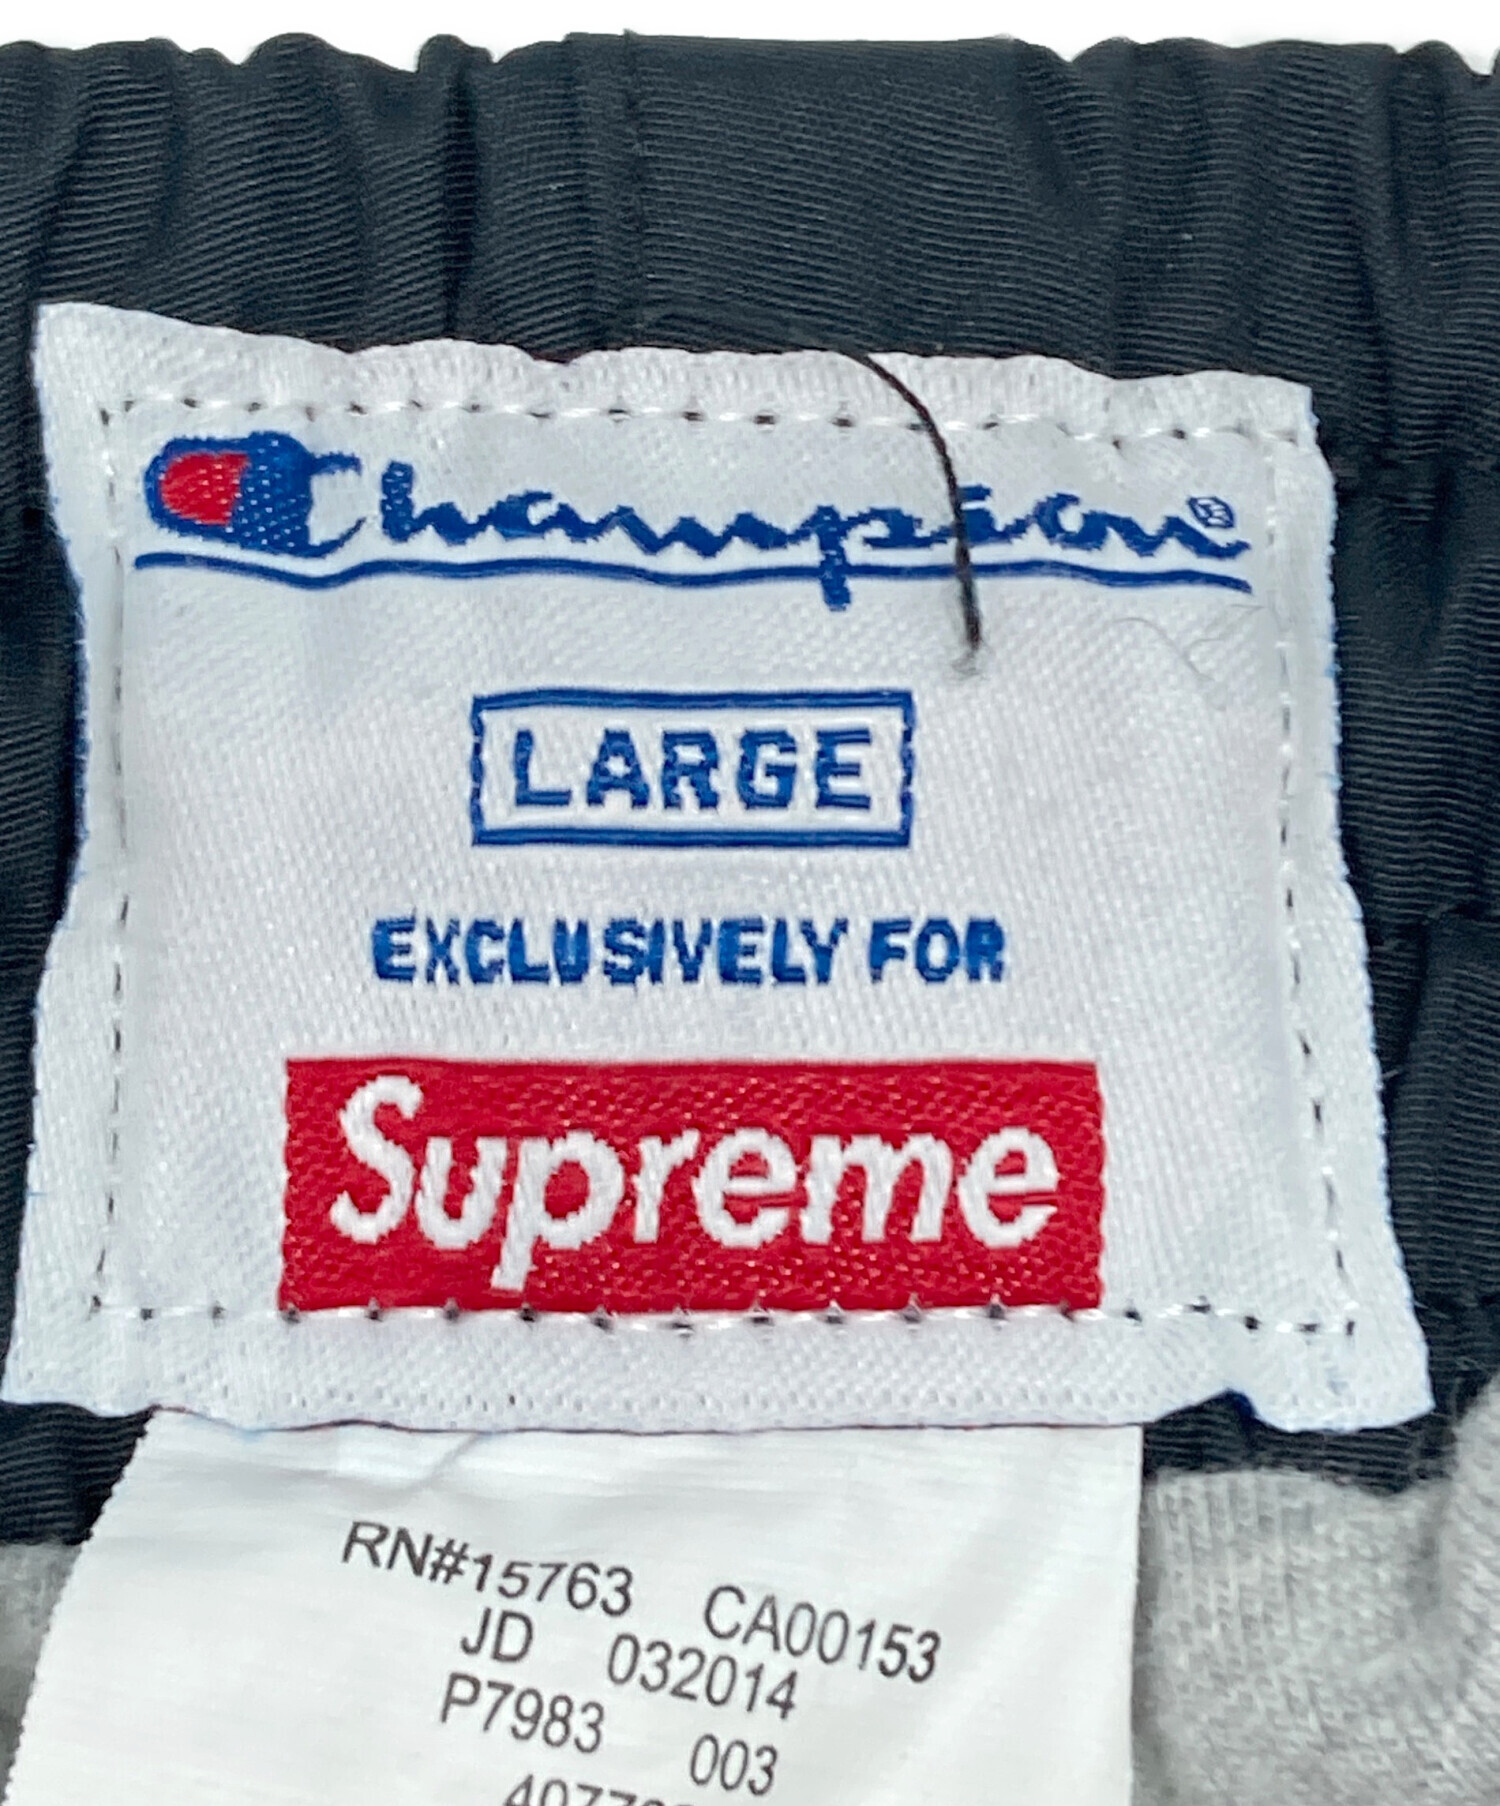 Champion®
LARGE
EXCLUSIVELY FOR
Supreme
RN#15763 CA00153
JD 032014
P7983 003